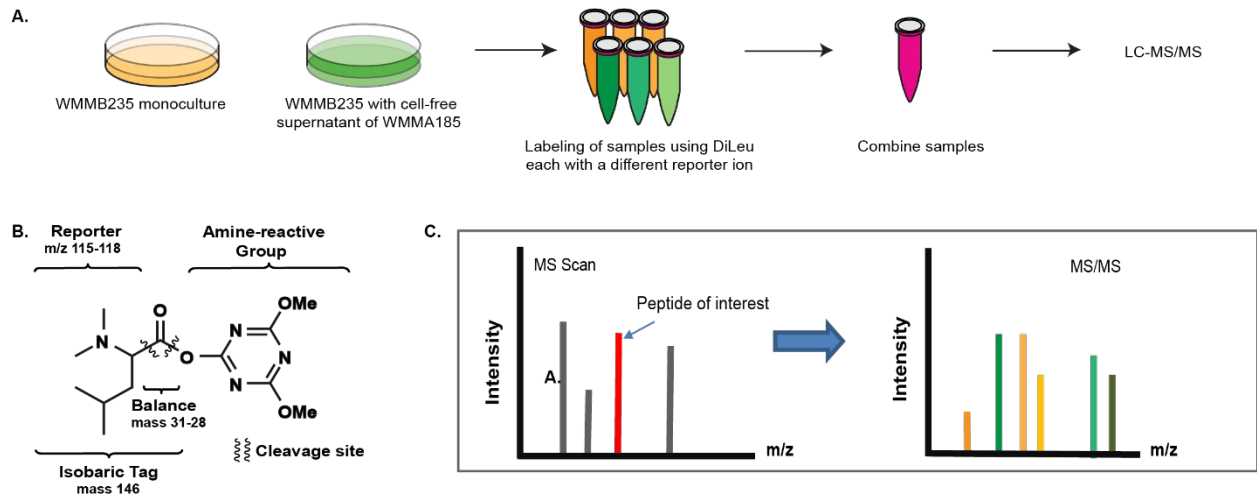 A.
WMMB235 monoculture
WMMB235 with cell-free
supernatant of WMMA185
Labeling of samples using DiLeu
each with a different reporter ion
Combine samples
LC-MS/MS
B.
Reporter
m/z 115-118
Amine-reactive
Group
O
OMe
N
N
N
O
N
OMe
Balance
mass 31-28
Cleavage site
Isobaric Tag
mass 146
C.
MS Scan
Peptide of interest
A.
Intensity
m/z
MS/MS
Intensity
m/z